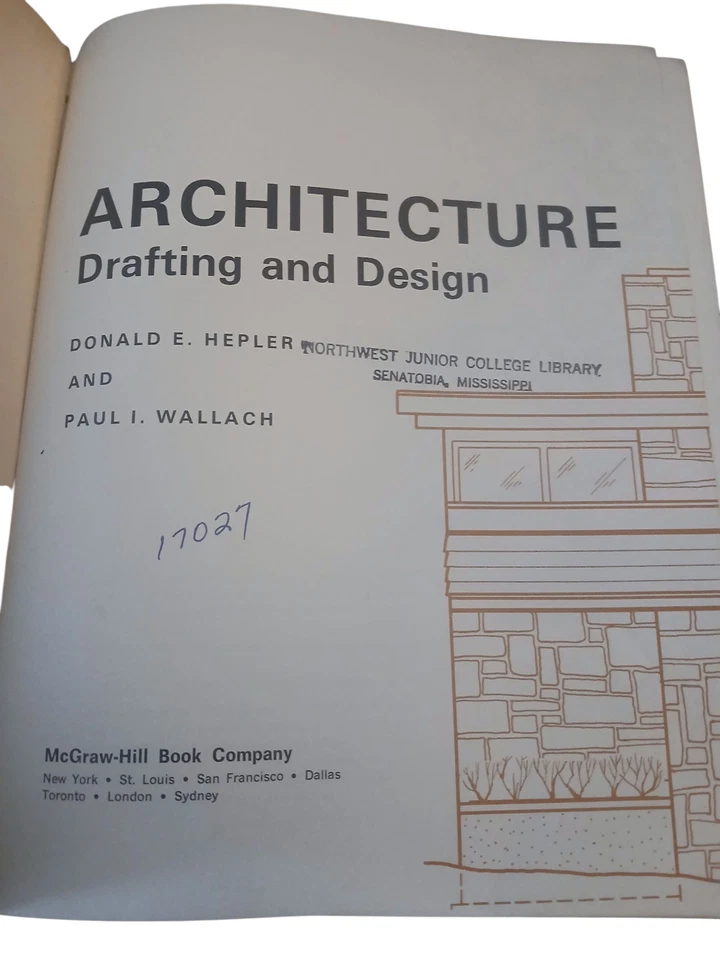 ARCHITECTURE
Drafting and Design
DONALD E. HEPLER
AND
PAUL I. WALLACH
NORTHWEST JUNIOR COLLEGE LIBRARY
SENATOBIA, MISSISSIPPI
17027
McGraw-Hill Book Company
New York • St. Louis • San Francisco • Dallas
Toronto • London • Sydney